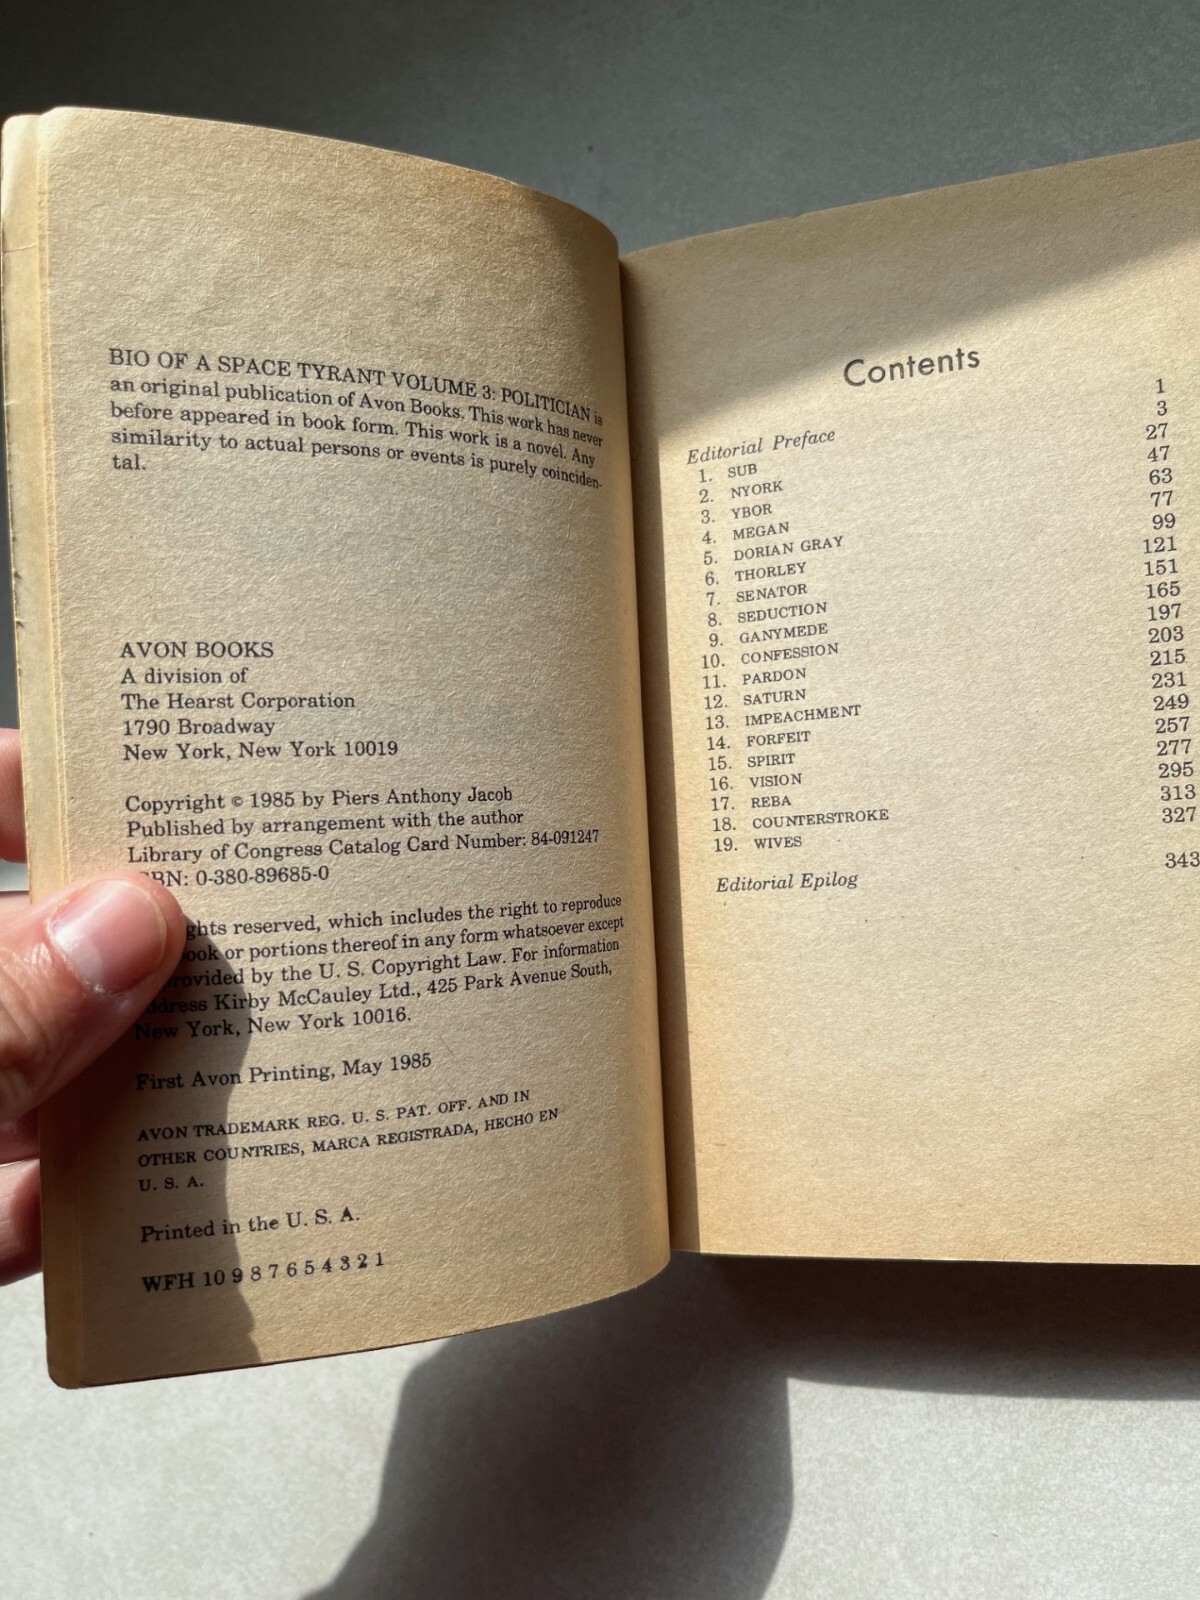 BIO OF A SPACE TYRANT VOLUME 3: POLITICIAN is
an original publication of Avon Books. This work has never
before appeared in book form. This work is a novel. Any
similarity to actual persons or events is purely coinciden-
tal.
AVON BOOKS
A division of
The Hearst Corporation
1790 Broadway
New York, New York 10019
Copyright © 1985 by Piers Anthony Jacob
Published by arrangement with the author
Library of Congress Catalog Card Number: 84-091247
ISBN: 0-380-89685-0
rights reserved, which includes the right to reproduce
book or portions thereof in any form whatsoever except
provided by the U. S. Copyright Law. For information
address Kirby McCauley Ltd., 425 Park Avenue South,
New York, New York 10016.
First Avon Printing, May 1985
AVON TRADEMARK REG. U. S. PAT. OFF. AND IN
OTHER COUNTRIES, MARCA REGISTRADA, HECHO EN
U. S. A.
Printed in the U. S. A.
WFH 10 9 8 7 6 5 4 3 2 1
Contents
Editorial Preface 1
1. SUB 3
2. NYORK 27
3. YBOR 47
4. MEGAN 63
5. DORIAN GRAY 77
6. THORLEY 99
7. SENATOR 121
8. SEDUCTION 151
9. GANYMEDE 165
10. CONFESSION 197
11. PARDON 203
12. SATURN 215
13. IMPEACHMENT 231
14. FORFEIT 249
15. SPIRIT 257
16. VISION 277
17. REBA 295
18. COUNTERSTROKE 313
19. WIVES 327
Editorial Epilog 343